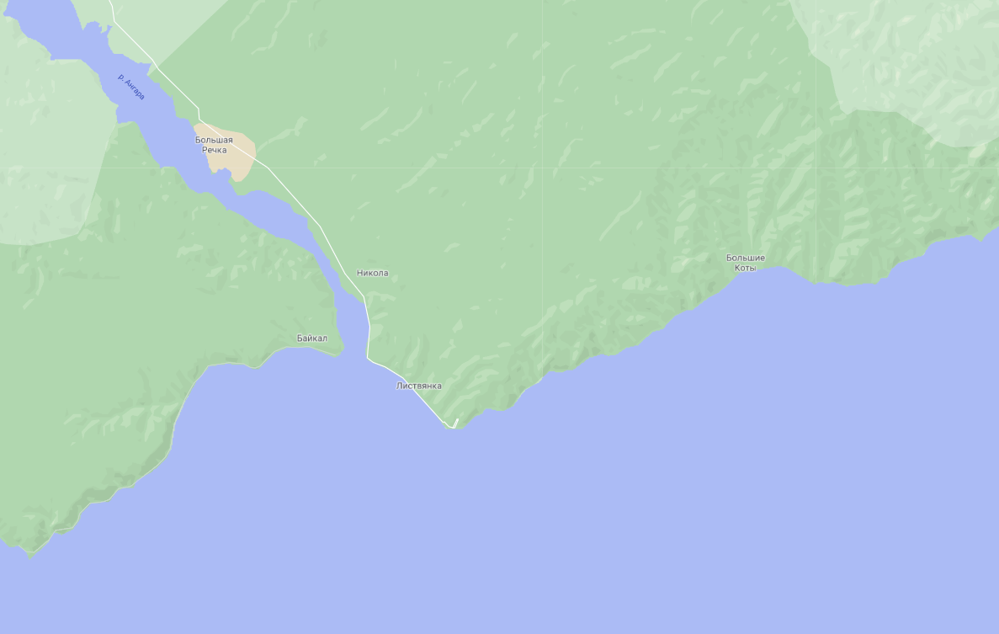 р. Ангара
Большая
Речка
Большие
Коты
Никола
Байкал
Листвянка